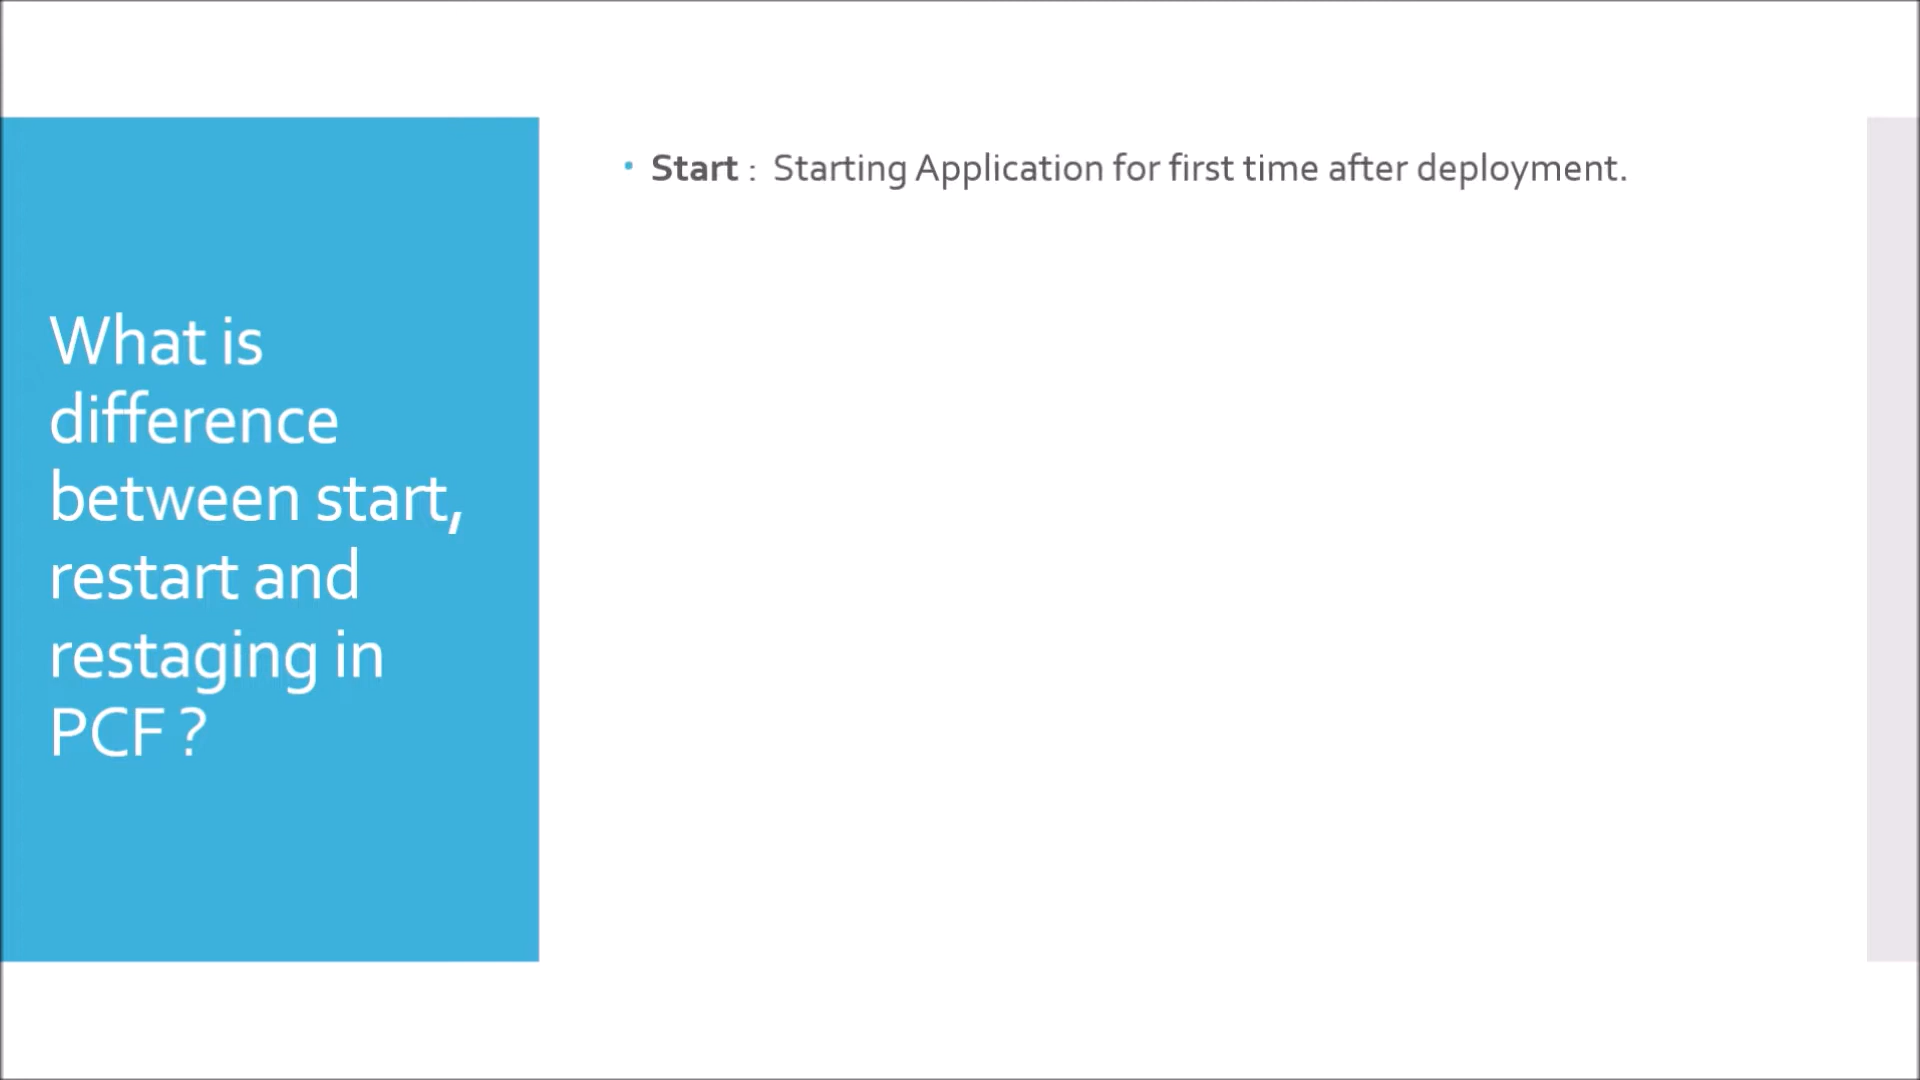 What is
difference
between start,
restart and
restaging in
PCF ?
• Start : Starting Application for first time after deployment.